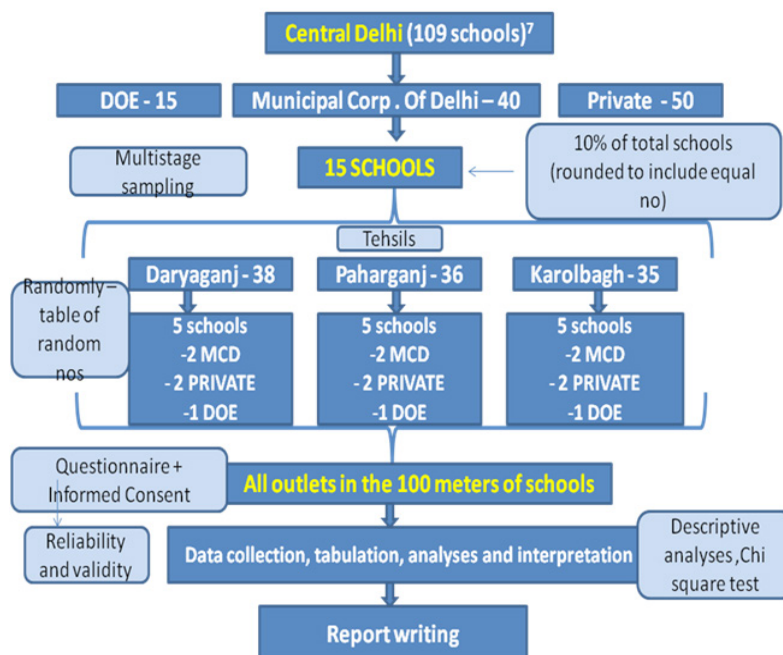 Central Delhi (109 schools)⁷
DOE - 15
Municipal Corp . Of Delhi – 40
Private - 50
Multistage
sampling
15 SCHOOLS
10% of total schools
(rounded to include equal
no)
Tehsils
Daryaganj - 38
Paharganj - 36
Karolbagh - 35
Randomly –
table of
random
nos
5 schools
-2 MCD
- 2 PRIVATE
-1 DOE
5 schools
-2 MCD
- 2 PRIVATE
-1 DOE
5 schools
-2 MCD
- 2 PRIVATE
-1 DOE
Questionnaire +
Informed Consent
All outlets in the 100 meters of schools
Reliability
and validity
Data collection, tabulation, analyses and interpretation
Descriptive
analyses ,Chi
square test
Report writing